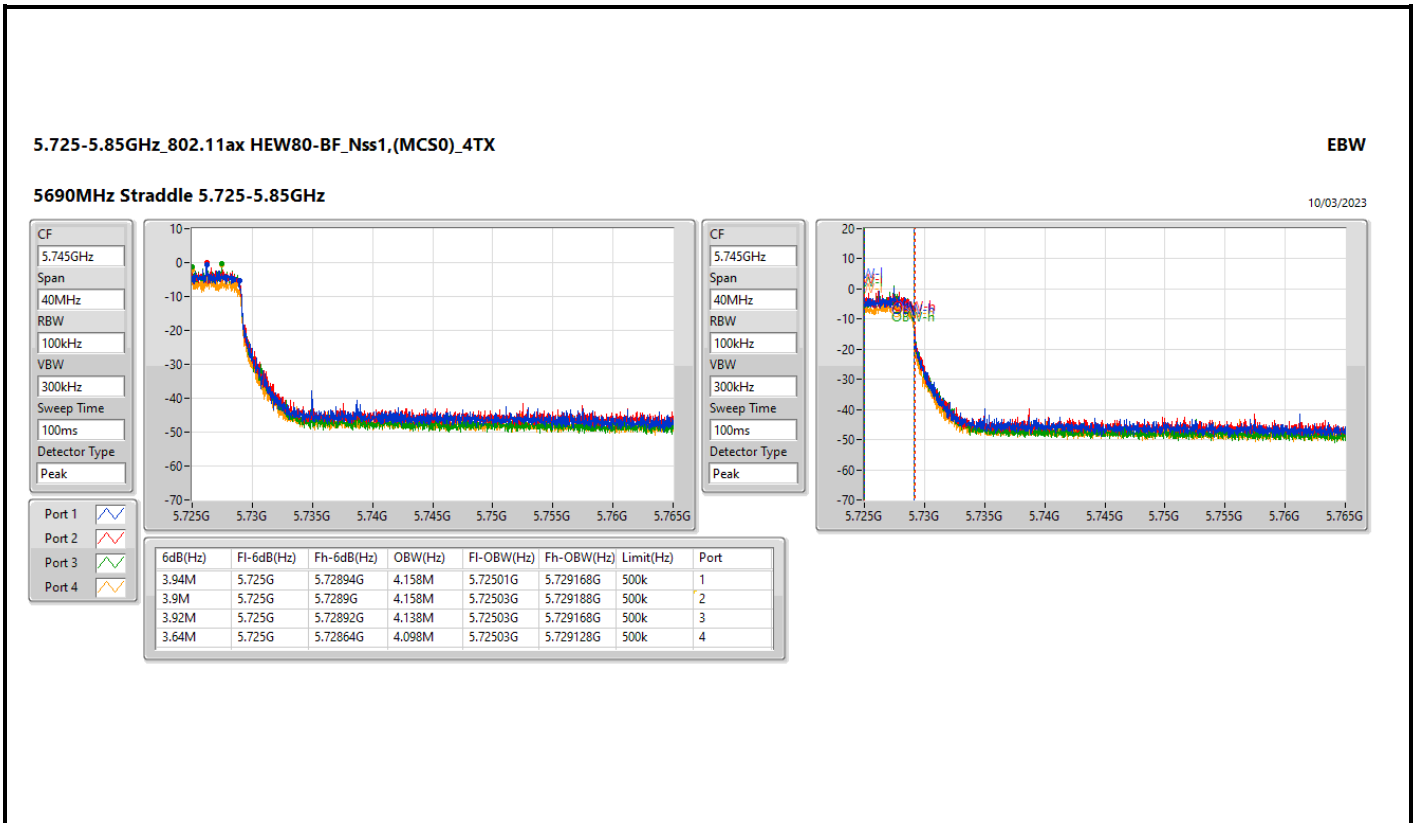 5.725-5.85GHz_802.11ax HEW80-BF_Nss1,(MCS0)_4TX
EBW
5690MHz Straddle 5.725-5.85GHz
10/03/2023
CF
5.745GHz
Span
40MHz
RBW
100kHz
VBW
300kHz
Sweep Time
100ms
Detector Type
Peak
Port 1
Port 2
Port 3
Port 4
10
0
-10
-20
-30
-40
-50
-60
-70
5.725G 5.73G 5.735G 5.74G 5.745G 5.75G 5.755G 5.76G 5.765G
CF
5.745GHz
Span
40MHz
RBW
100kHz
VBW
300kHz
Sweep Time
100ms
Detector Type
Peak
20
10
0
-10
-20
-30
-40
-50
-60
-70
5.725G 5.73G 5.735G 5.74G 5.745G 5.75G 5.755G 5.76G 5.765G
6dB(Hz) Fl-6dB(Hz) Fh-6dB(Hz) OBW(Hz) Fl-OBW(Hz) Fh-OBW(Hz) Limit(Hz) Port
3.94M 5.725G 5.72894G 4.158M 5.72501G 5.729168G 500k 1
3.9M 5.725G 5.7289G 4.158M 5.72503G 5.729188G 500k 2
3.92M 5.725G 5.72892G 4.138M 5.72503G 5.729168G 500k 3
3.64M 5.725G 5.72864G 4.098M 5.72503G 5.729128G 500k 4